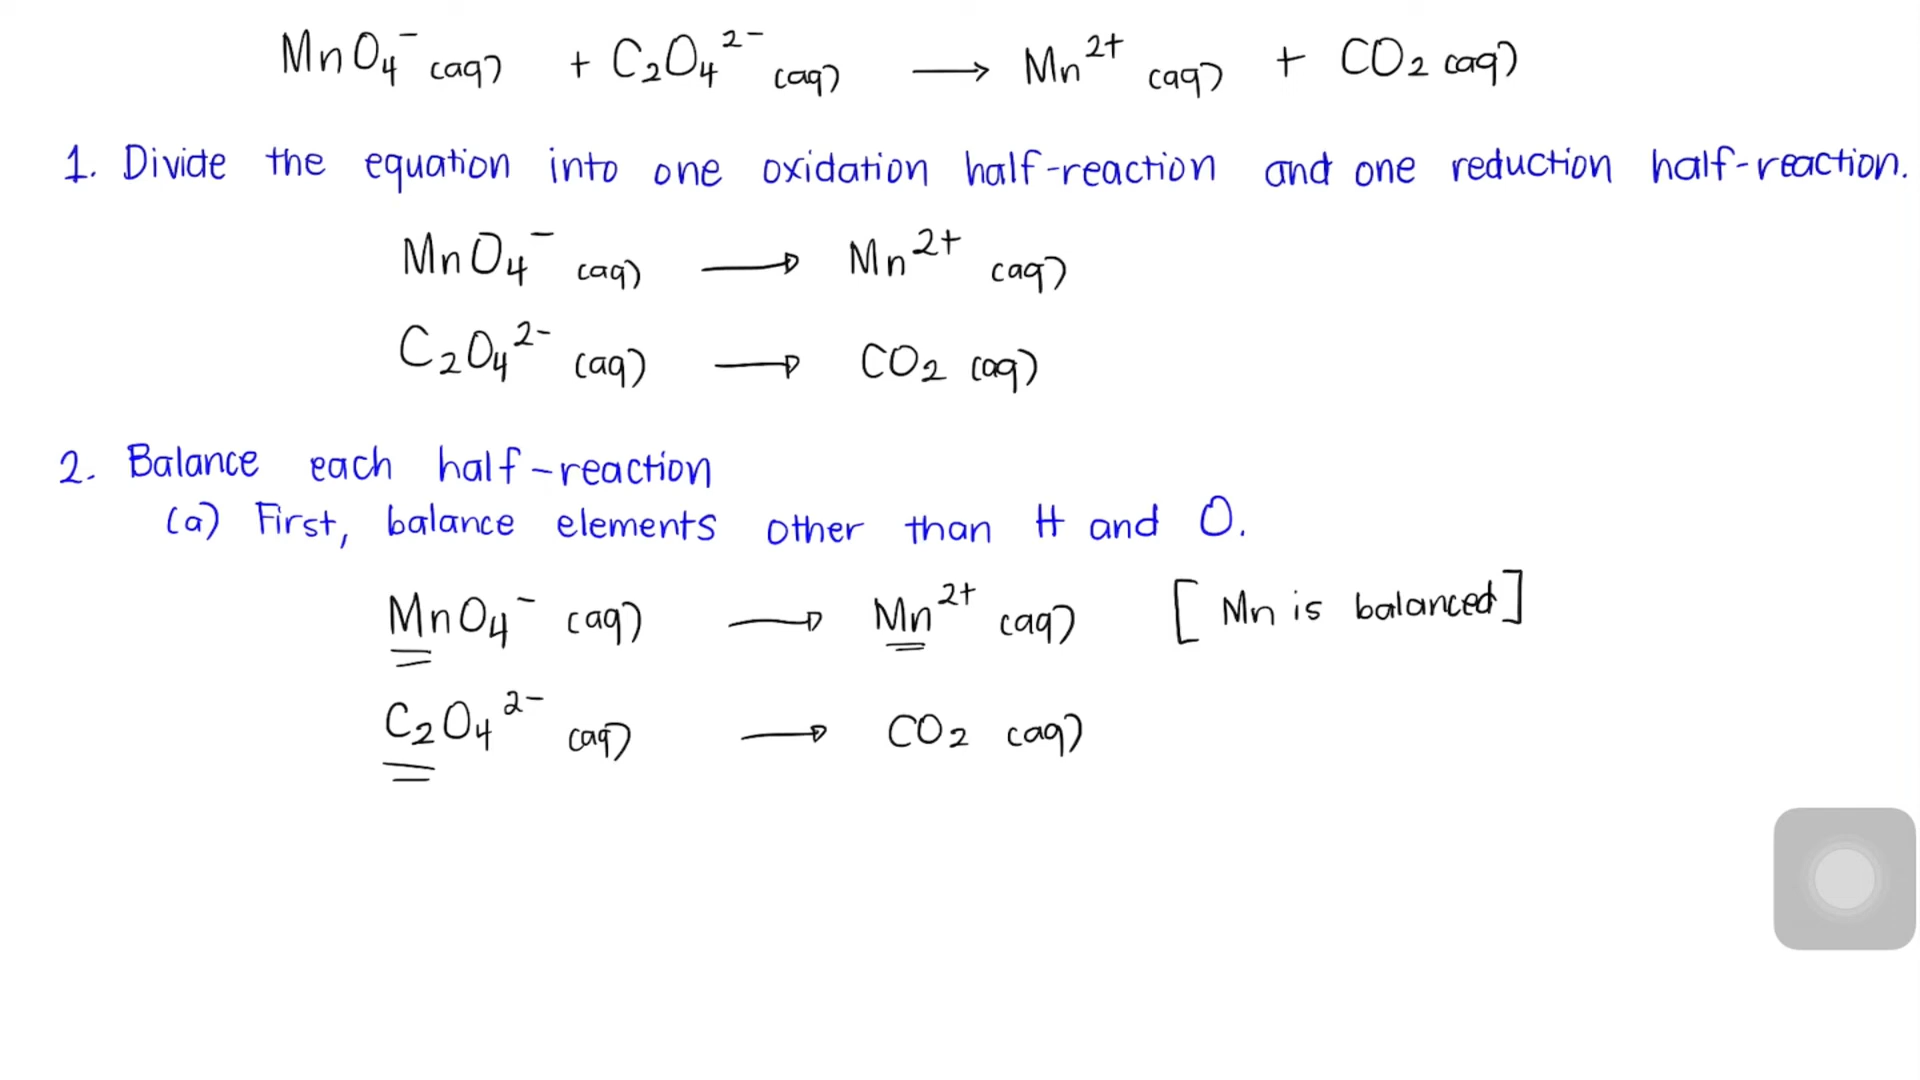 MnO₄⁻ (aq) + C₂O₄²⁻ (aq) → Mn²⁺ (aq) + CO₂ (aq)
1. Divide the equation into one oxidation half-reaction and one reduction half-reaction.
MnO₄⁻ (aq) → Mn²⁺ (aq)
C₂O₄²⁻ (aq) → CO₂ (aq)
2. Balance each half-reaction
(a) First, balance elements other than H and O.
MnO₄⁻ (aq) → Mn²⁺ (aq) [Mn is balanced]
C₂O₄²⁻ (aq) → CO₂ (aq)